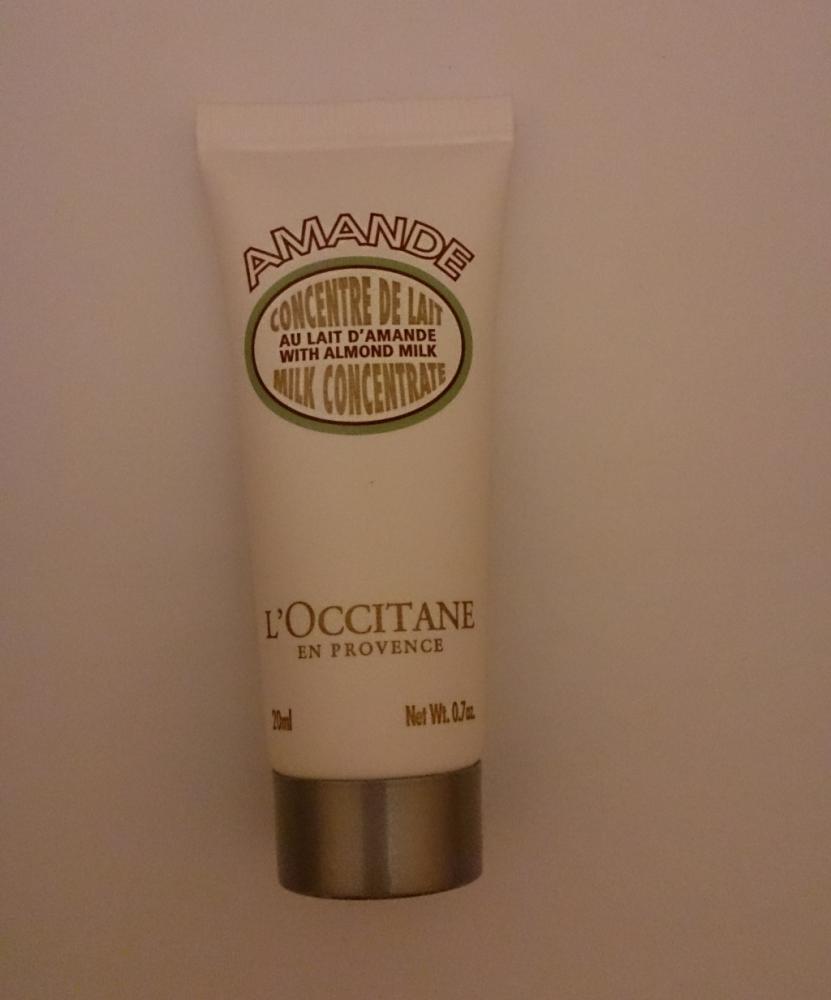 AMANDE
CONCENTRE DE LAIT
AU LAIT D'AMANDE
WITH ALMOND MILK
MILK CONCENTRATE
L'OCCITANE
EN PROVENCE
20ml Net Wt. 0.7oz.